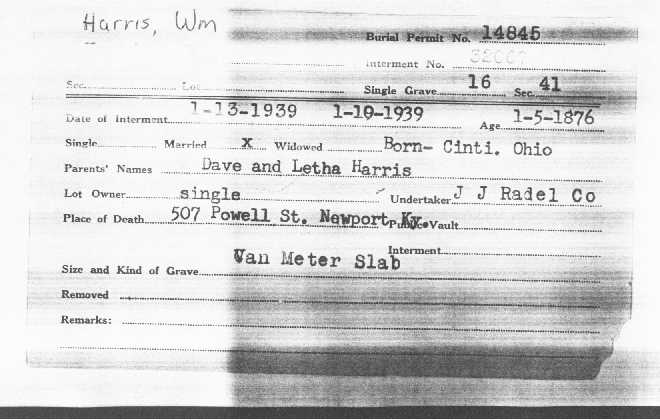 Harris, Wm
Burial Permit No. 14845
Interment No.
Sec. Lot Single Grave 16 Sec. 41
Date of Interment 1-13-1939 1-10-1939 Age 1-5-1876
Single Married x Widowed Born- Cinti. Ohio
Parents' Names Dave and Letha Harris
Lot Owner single Undertaker J J Radel Co
Place of Death 507 Powell St. Newport Ky. Public Vault
Interment
Size and Kind of Grave Van Meter Slab
Removed
Remarks: